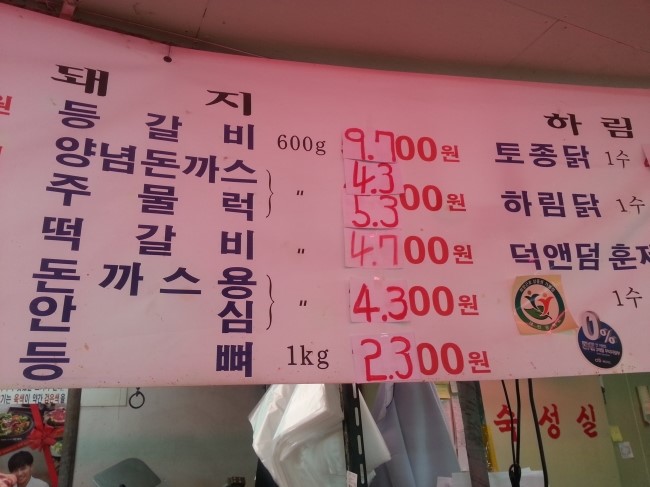 돼 지
등 갈 비 600g 9.700원
양념돈까스 4.3
주 물 럭 〃 5.300원
떡 갈 비 〃 4.700원
돈 까 스 용
안 심 〃 4.300원
등 뼈 1kg 2.300원
원
하 림
토종닭 1수
하림닭 1수
덕앤덤훈제
1수
0%
수 성 실